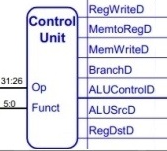 Control
Unit
RegWriteD
MemtoRegD
MemWriteD
BranchD
ALUControlD
ALUSrcD
RegDstD
31:26
Op
5:0
Funct